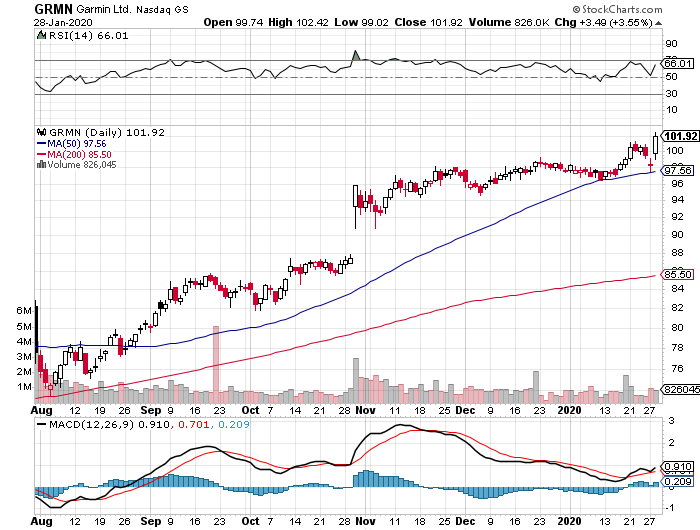 GRMN Garmin Ltd. Nasdaq GS © StockCharts.com
28-Jan-2020 Open 99.74 High 102.42 Low 99.02 Close 101.92 Volume 826.0K Chg +3.49 (+3.55%)
RSI(14) 66.01
90
70
66.01
50
30
10
GRMN (Daily) 101.92
MA(50) 97.56
MA(200) 85.50
Volume 826,045
101.92
100
97.56
96
94
92
90
88
86
85.50
84
82
80
78
76
74
6M
5M
4M
3M
2M
1M
826045
Aug 12 19 26 Sep 9 16 23 Oct 7 14 21 28 Nov 11 18 25 Dec 9 16 23 2020 13 21 27
MACD(12,26,9) 0.910, 0.701, 0.209
3
2
1
0.910
0.209
-1
Aug 12 19 26 Sep 9 16 23 Oct 7 14 21 28 Nov 11 18 25 Dec 9 16 23 2020 13 21 27